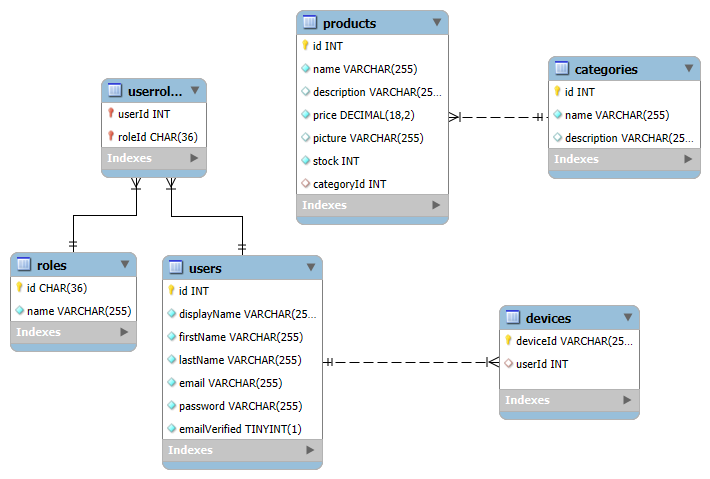 products
id INT
name VARCHAR(255)
description VARCHAR(25...
price DECIMAL(18,2)
picture VARCHAR(255)
stock INT
categoryId INT
Indexes
categories
id INT
name VARCHAR(255)
description VARCHAR(25...
Indexes
userrol...
userId INT
roleId CHAR(36)
Indexes
roles
id CHAR(36)
name VARCHAR(255)
Indexes
users
id INT
displayName VARCHAR(25...
firstName VARCHAR(255)
lastName VARCHAR(255)
email VARCHAR(255)
password VARCHAR(255)
emailVerified TINYINT(1)
Indexes
devices
deviceId VARCHAR(25...
userId INT
Indexes